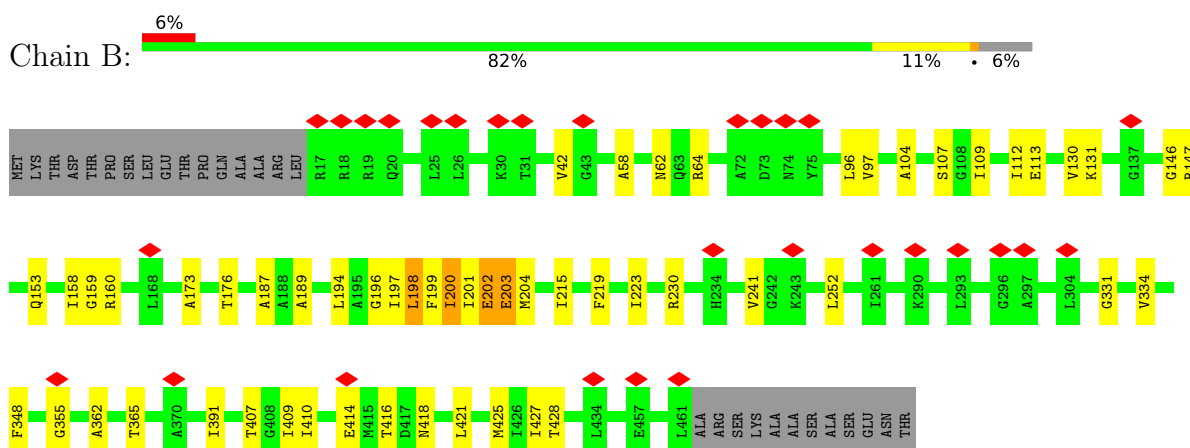 6%
Chain B:
82% 11% • 6%
MET LYS THR ASP THR PRO SER LEU GLU THR PRO GLN ALA ALA ARG LEU R17 R18 R19 Q20 L25 L26 K30 T31 V42 G43 A58 N62 Q63 R64 A72 D73 N74 Y75 L96 V97 A104 S107 G108 I109 I112 E113 V130 K131 G137 G146
Q153 I158 G159 R160 L168 A173 T176 A187 A188 A189 L194 A195 G196 I197 L198 F199 I200 I201 E202 E203 M204 I215 F219 I223 R230 H234 V241 G242 K243 L252 I261 K290 L293 G296 A297 L304 G331 V334
F348 G355 A362 T365 A370 I391 T407 G408 I409 I410 E414 M415 T416 D417 N418 L421 M425 I426 I427 T428 L434 E457 L461 ALA ARG SER LYS ALA ALA SER ALA SER GLU ASN THR